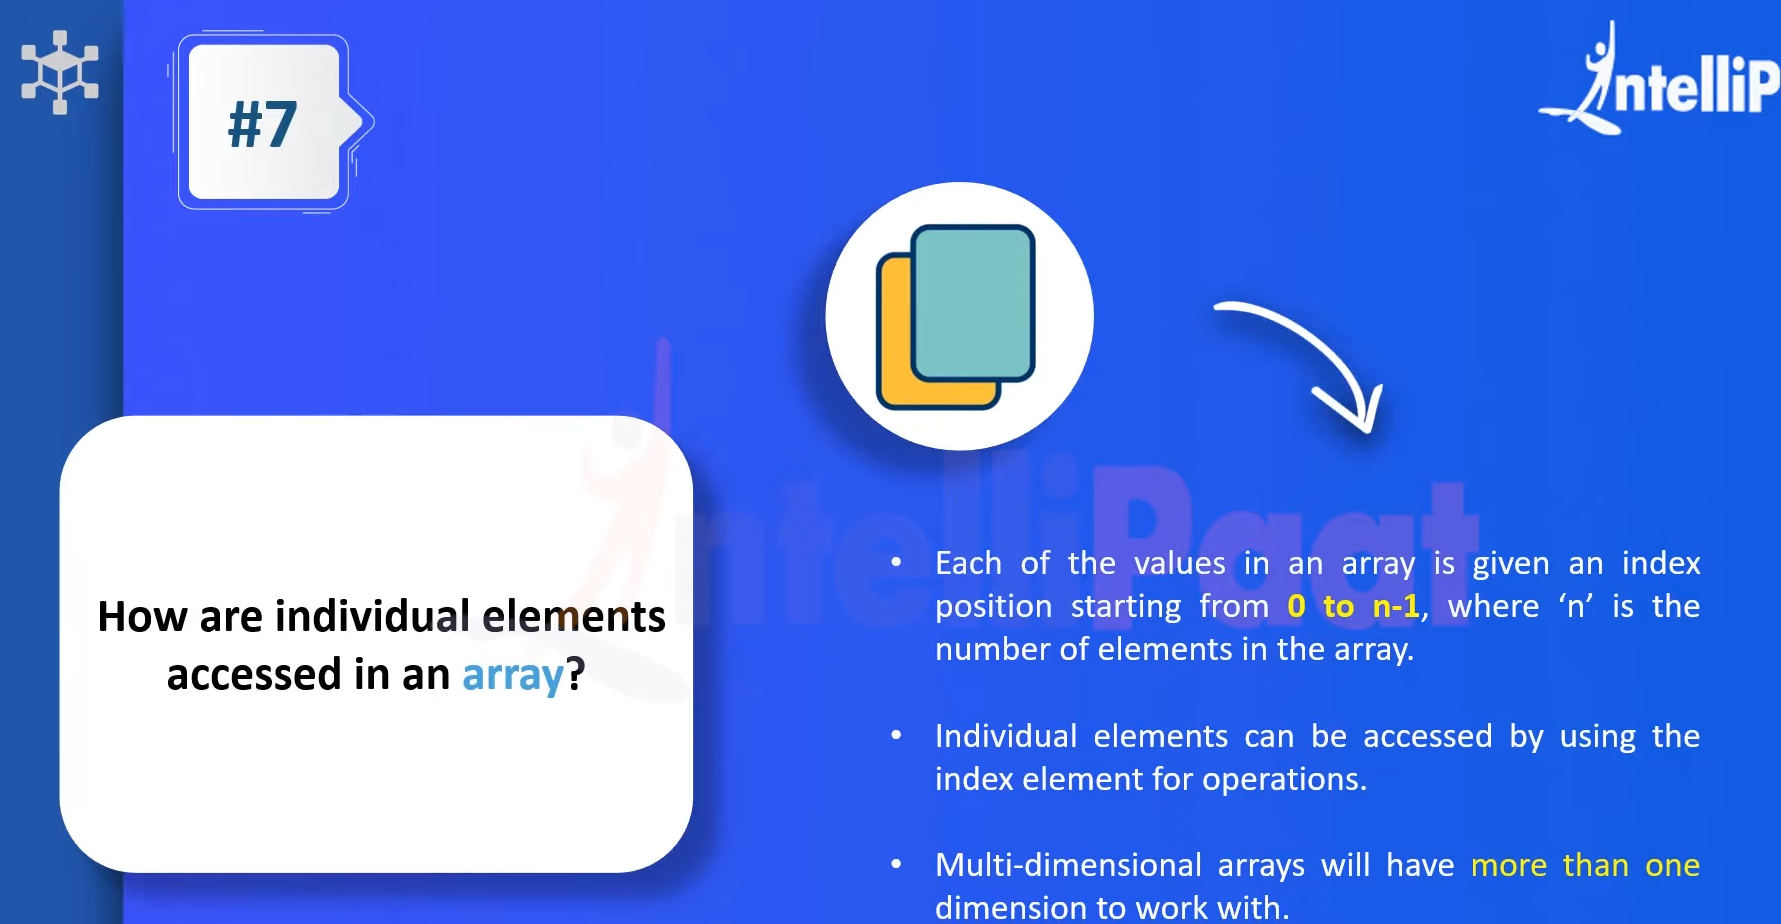 #7
IntelliP
How are individual elements
accessed in an array?
IntelliPaat
• Each of the values in an array is given an index
position starting from 0 to n-1, where ‘n’ is the
number of elements in the array.
• Individual elements can be accessed by using the
index element for operations.
• Multi-dimensional arrays will have more than one
dimension to work with.